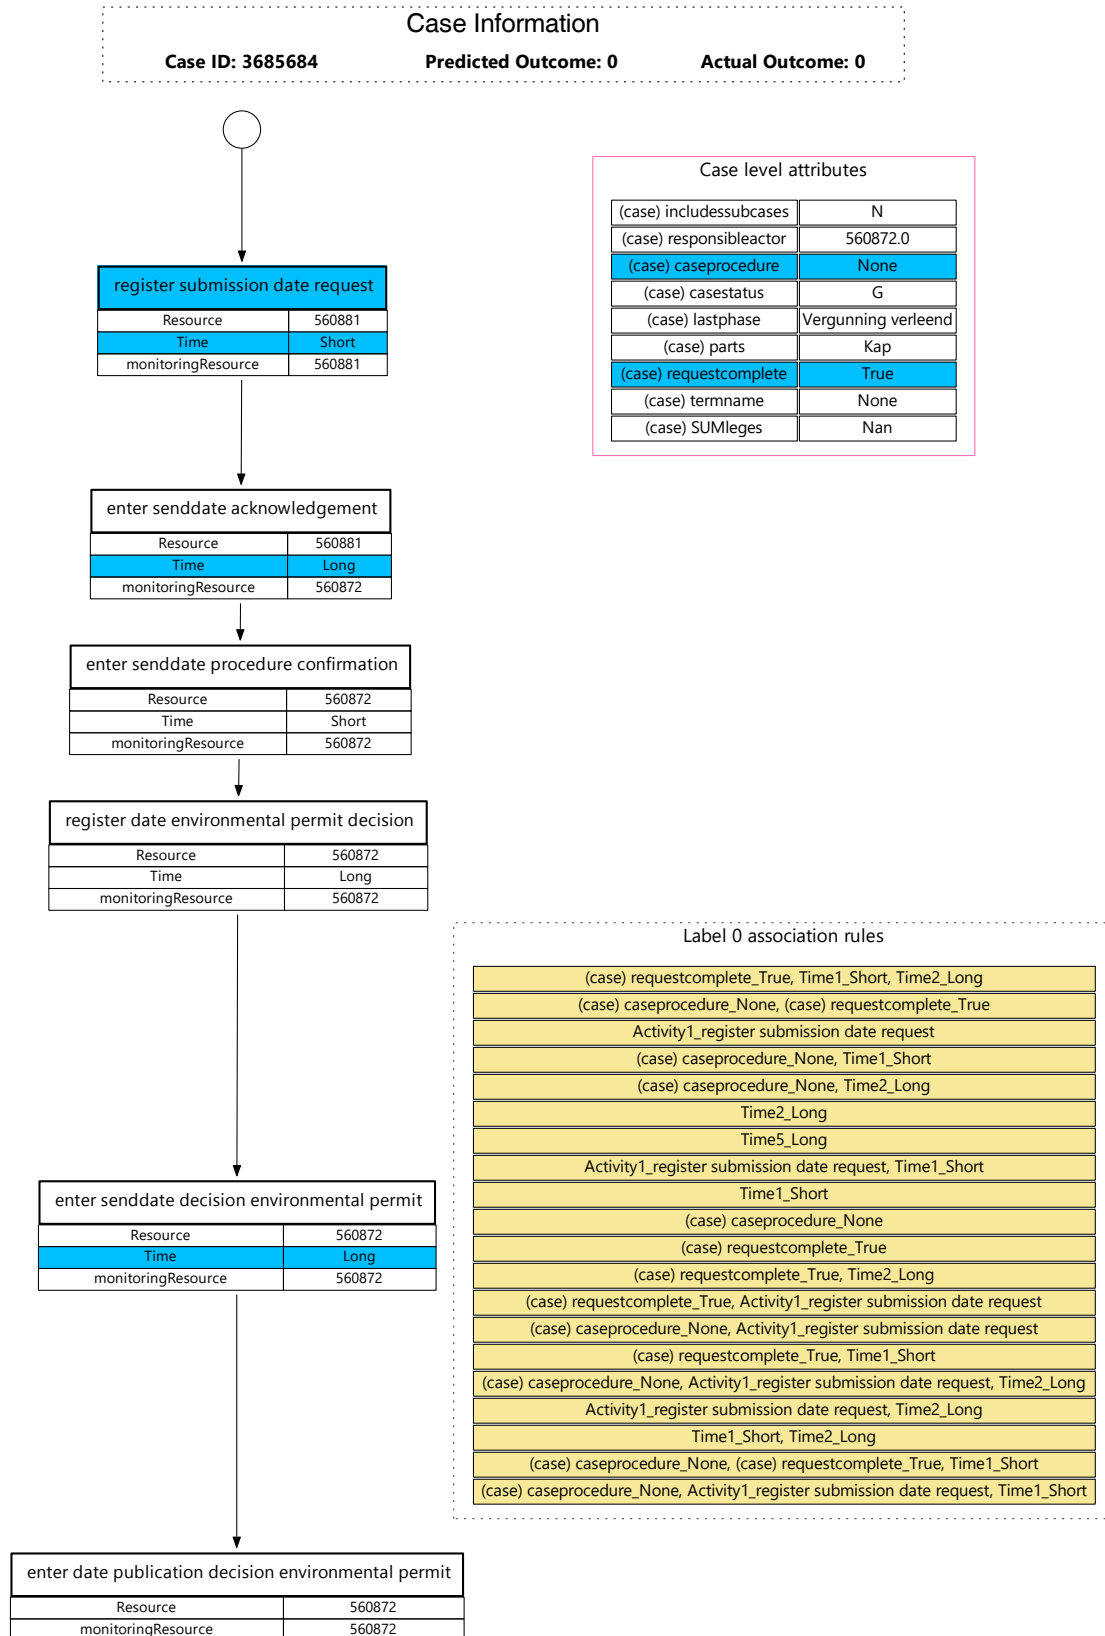 Case Information
Case ID: 3685684 Predicted Outcome: 0 Actual Outcome: 0
Case level attributes
(case) includessubcases N
(case) responsibleactor 560872.0
(case) caseprocedure None
(case) casestatus G
(case) lastphase Vergunning verleend
(case) parts Kap
(case) requestcomplete True
(case) termname None
(case) SUMleges Nan
register submission date request
Resource 560881
Time Short
monitoringResource 560881
enter senddate acknowledgement
Resource 560881
Time Long
monitoringResource 560872
enter senddate procedure confirmation
Resource 560872
Time Short
monitoringResource 560872
register date environmental permit decision
Resource 560872
Time Long
monitoringResource 560872
enter senddate decision environmental permit
Resource 560872
Time Long
monitoringResource 560872
enter date publication decision environmental permit
Resource 560872
monitoringResource 560872
Label 0 association rules
(case) requestcomplete_True, Time1_Short, Time2_Long
(case) caseprocedure_None, (case) requestcomplete_True
Activity1_register submission date request
(case) caseprocedure_None, Time1_Short
(case) caseprocedure_None, Time2_Long
Time2_Long
Time5_Long
Activity1_register submission date request, Time1_Short
Time1_Short
(case) caseprocedure_None
(case) requestcomplete_True
(case) requestcomplete_True, Time2_Long
(case) requestcomplete_True, Activity1_register submission date request
(case) caseprocedure_None, Activity1_register submission date request
(case) requestcomplete_True, Time1_Short
(case) caseprocedure_None, Activity1_register submission date request, Time2_Long
Activity1_register submission date request, Time2_Long
Time1_Short, Time2_Long
(case) caseprocedure_None, (case) requestcomplete_True, Time1_Short
(case) caseprocedure_None, Activity1_register submission date request, Time1_Short